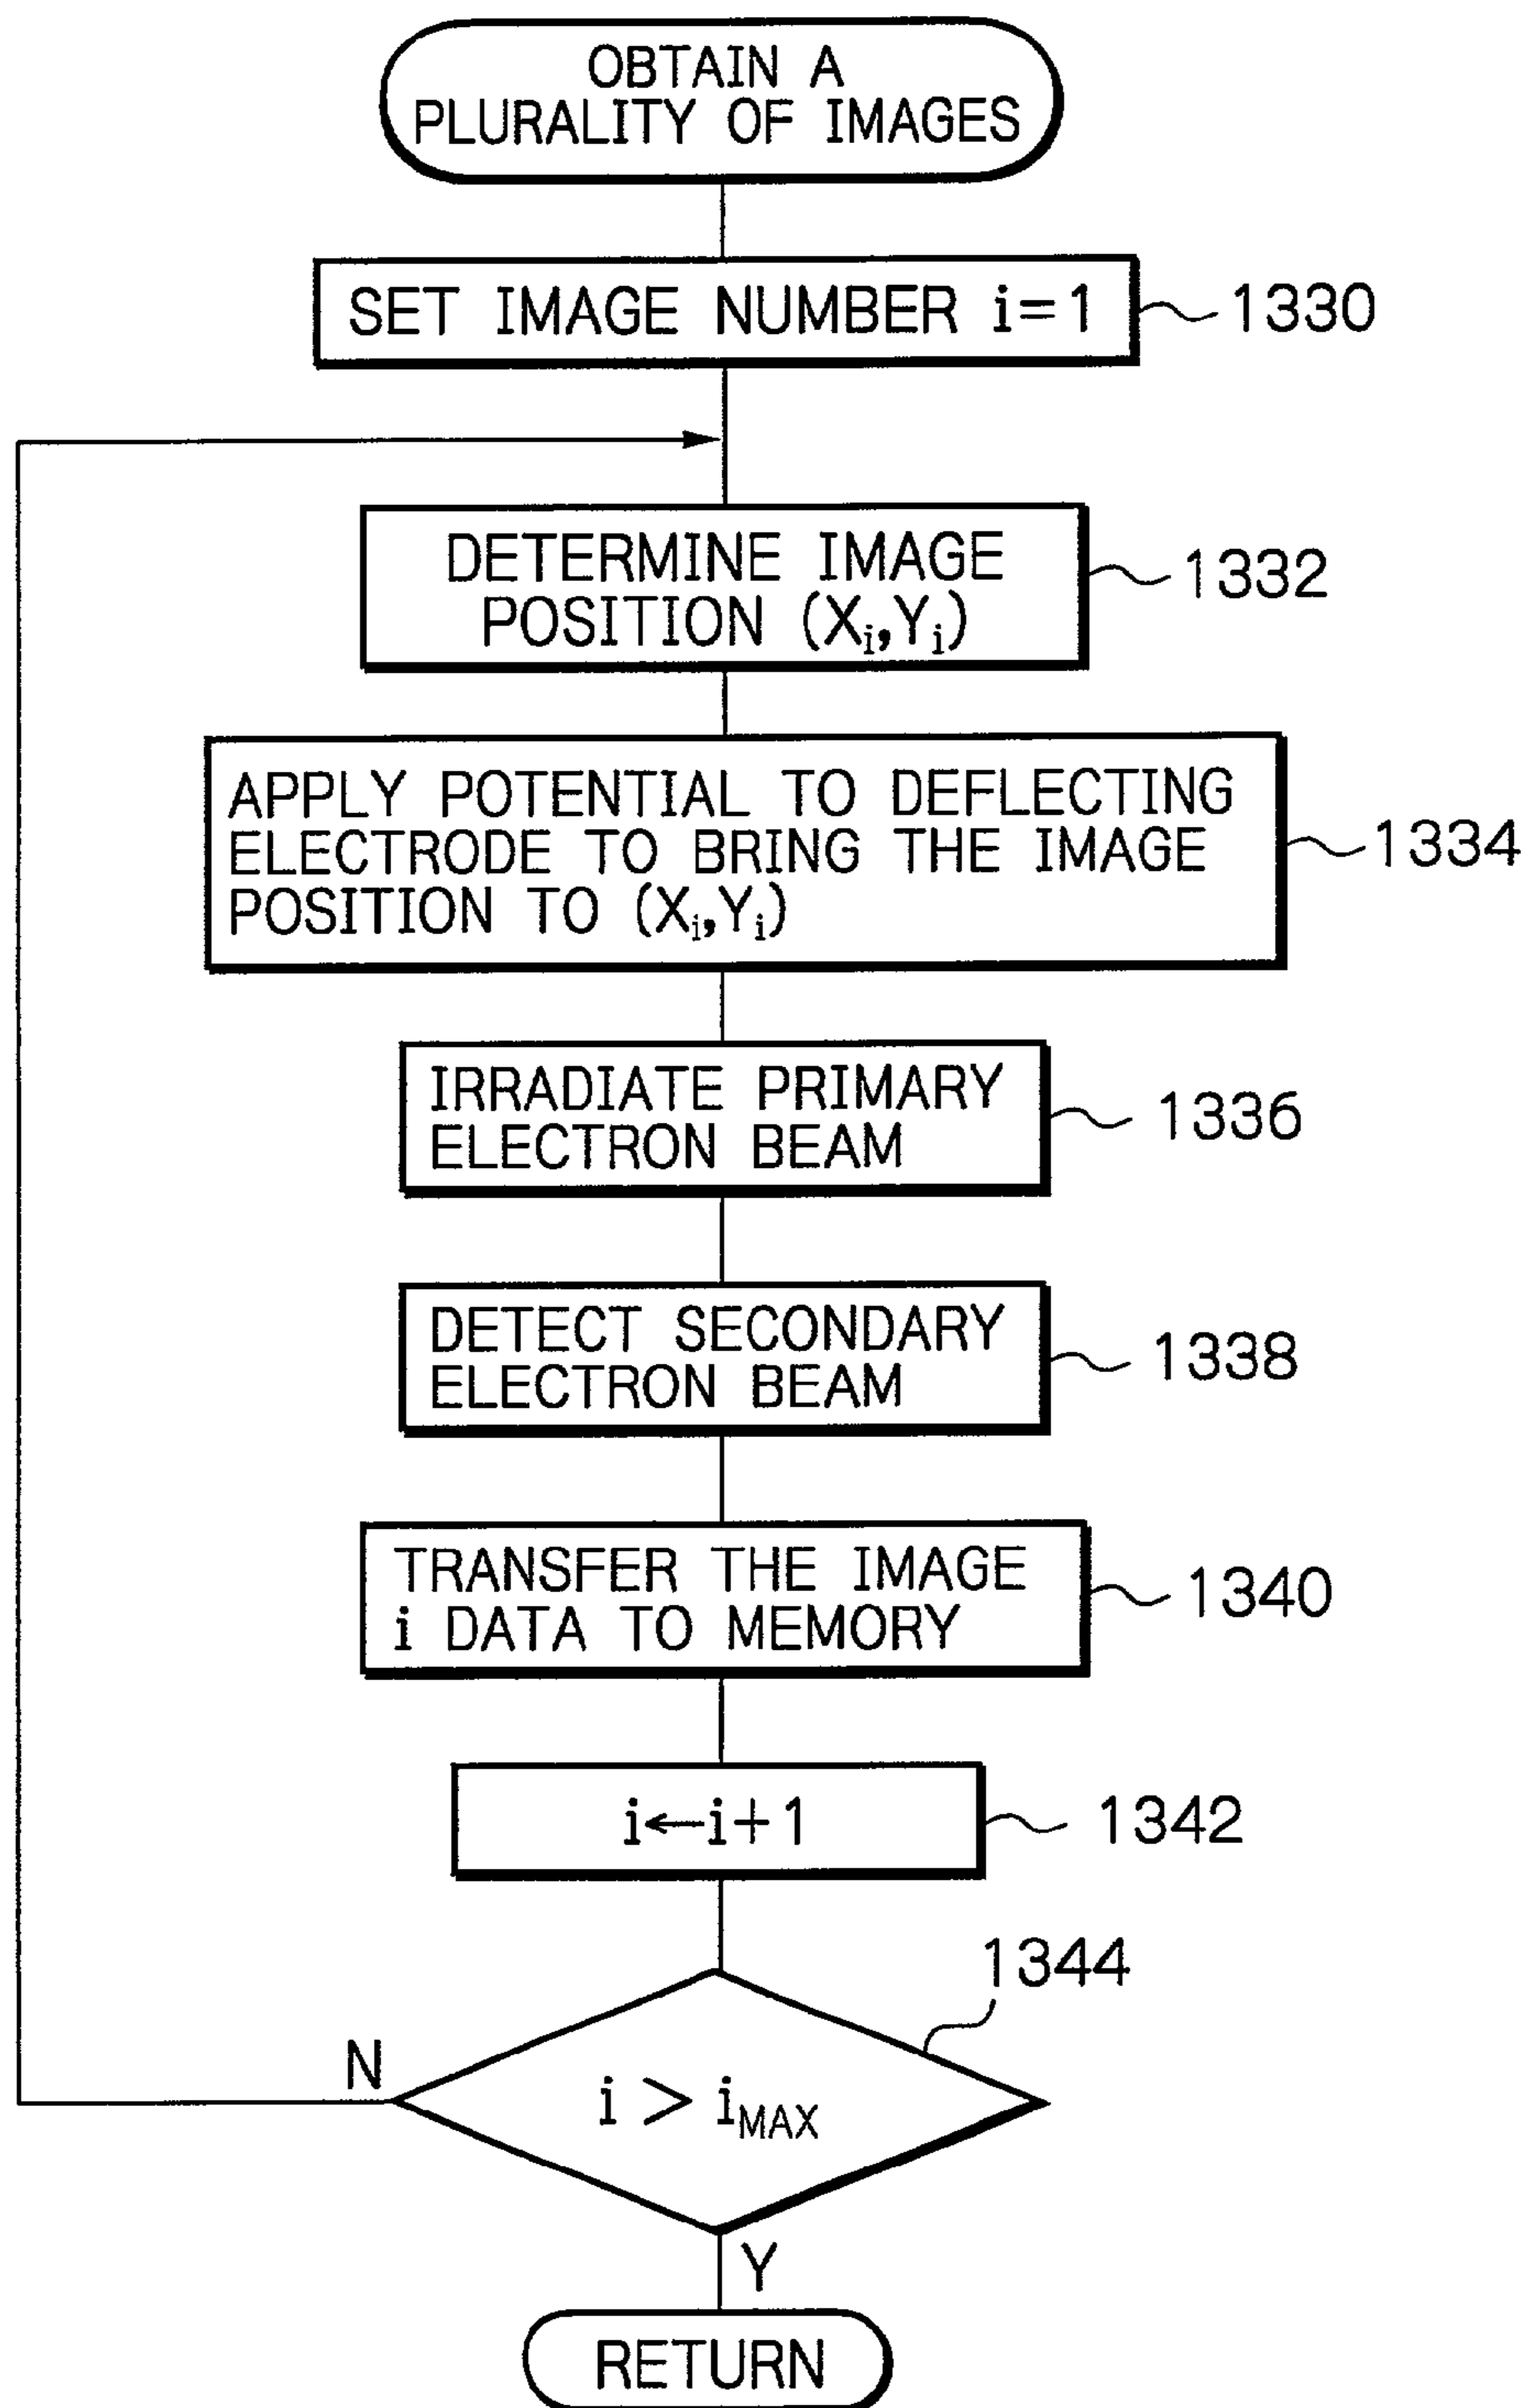 OBTAIN A
PLURALITY OF IMAGES
SET IMAGE NUMBER i=1
1330
DETERMINE IMAGE
POSITION (Xi,Yi)
1332
APPLY POTENTIAL TO DEFLECTING
ELECTRODE TO BRING THE IMAGE
POSITION TO (Xi,Yi)
1334
IRRADIATE PRIMARY
ELECTRON BEAM
1336
DETECT SECONDARY
ELECTRON BEAM
1338
TRANSFER THE IMAGE
i DATA TO MEMORY
1340
i←i+1
1342
1344
N
i > iMAX
Y
RETURN